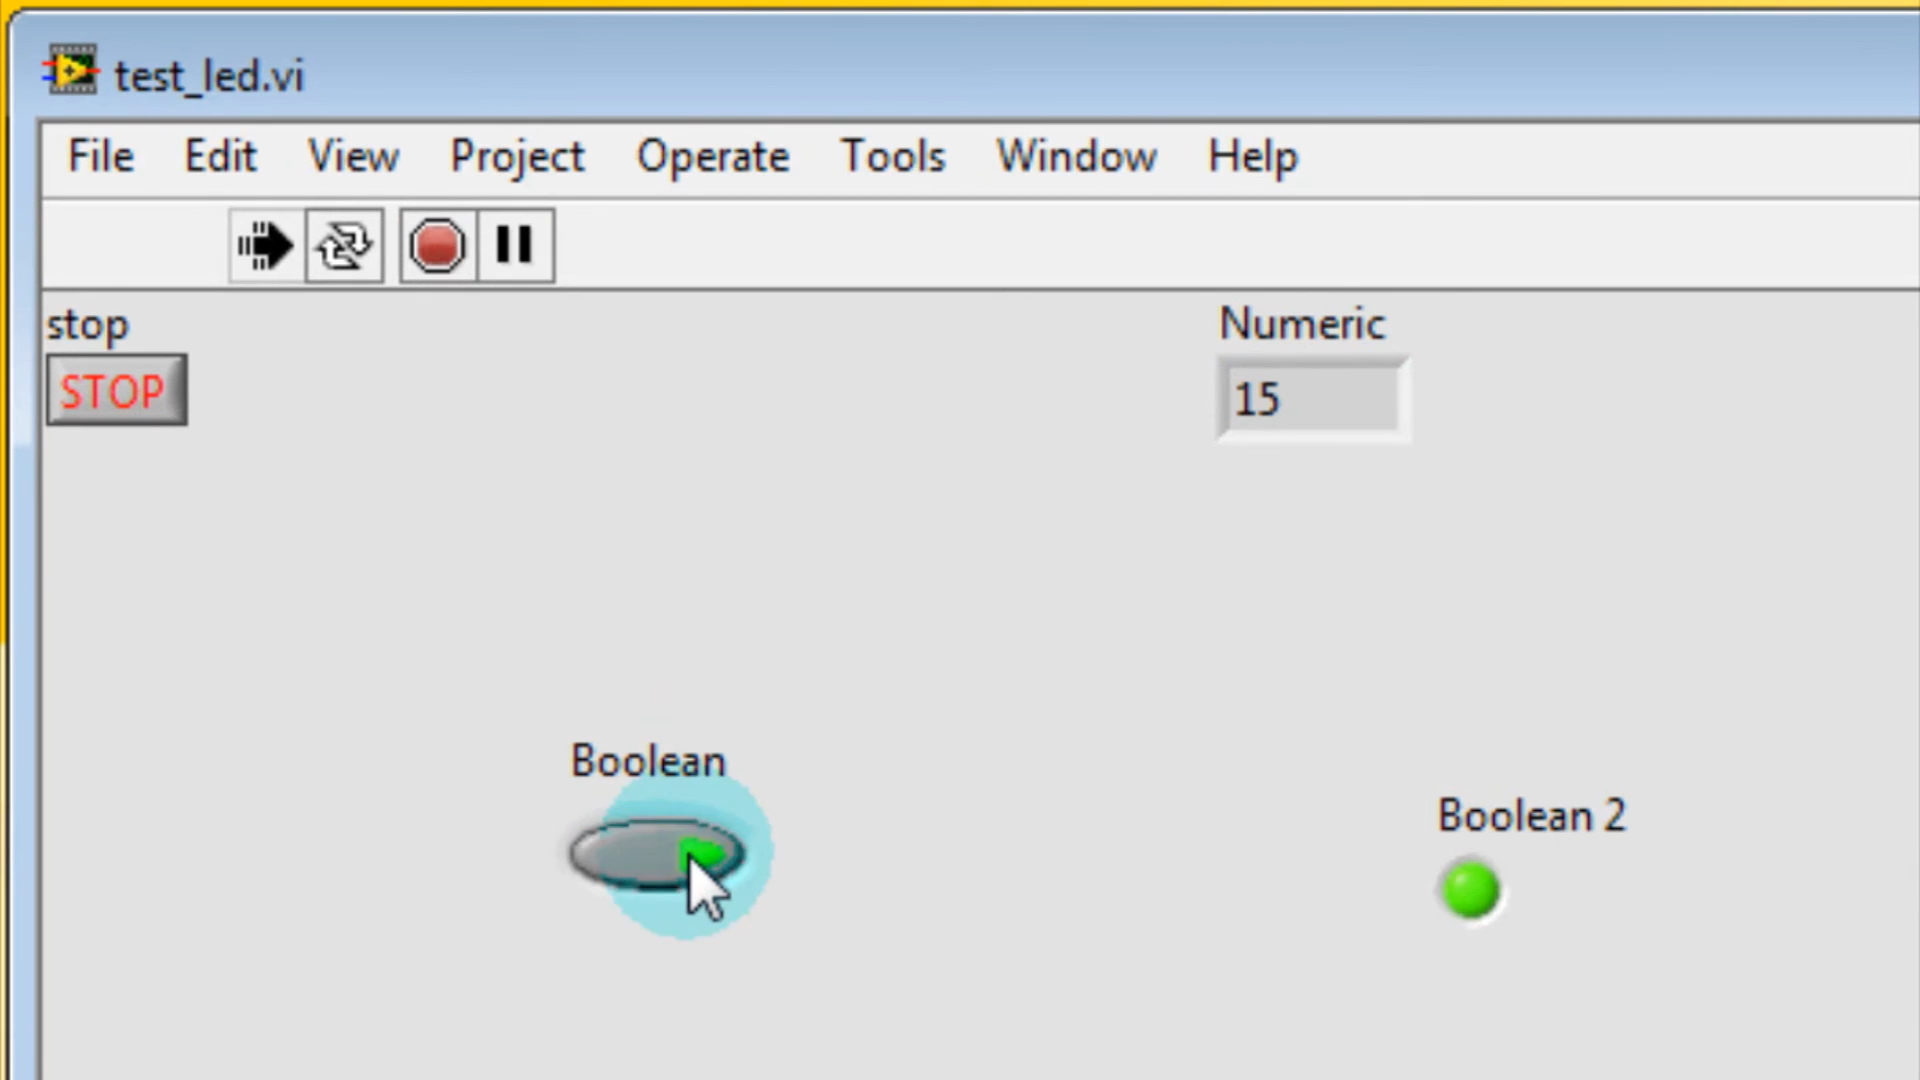 test_led.vi
File Edit View Project Operate Tools Window Help
stop
STOP
Numeric
15
Boolean
Boolean 2